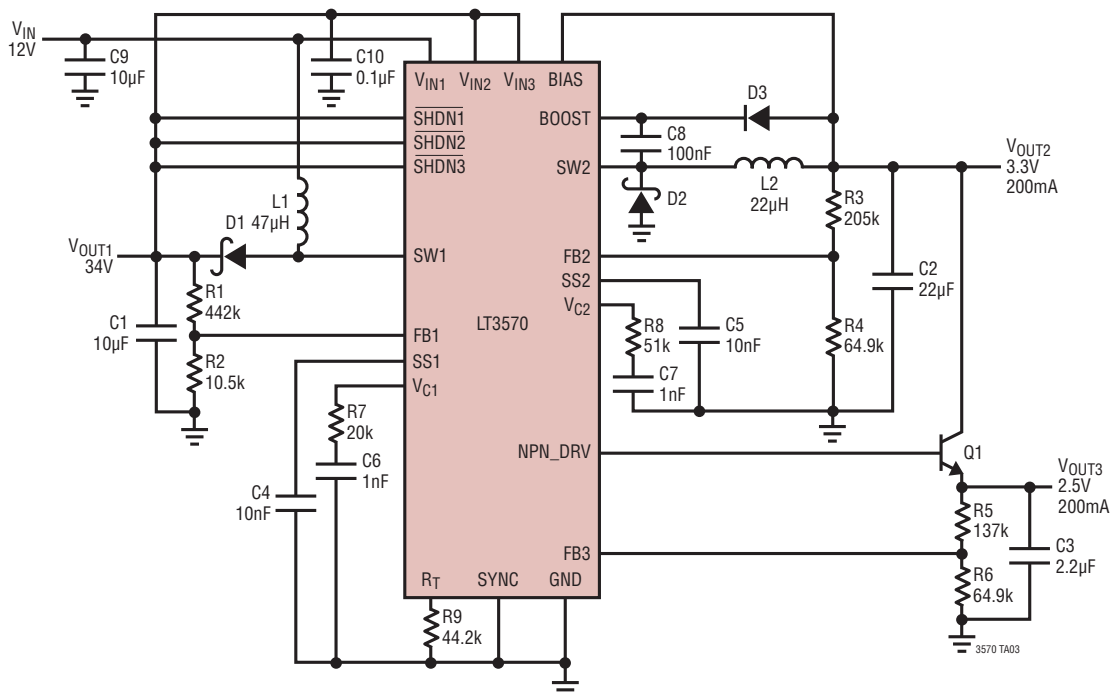 VIN
12V
C9
10µF
C10
0.1µF
VIN1
VIN2
VIN3
BIAS
SHDN1
SHDN2
SHDN3
BOOST
SW2
D3
C8
100nF
D2
L2
22µH
VOUT2
3.3V
200mA
R3
205k
L1
47µH
D1
VOUT1
34V
SW1
FB2
SS2
VC2
C2
22µF
R1
442k
C1
10µF
LT3570
R8
51k
C5
10nF
R4
64.9k
FB1
SS1
VC1
R2
10.5k
C7
1nF
R7
20k
C6
1nF
C4
10nF
NPN_DRV
Q1
VOUT3
2.5V
200mA
R5
137k
C3
2.2µF
FB3
R6
64.9k
RT
SYNC
GND
R9
44.2k
3570 TA03